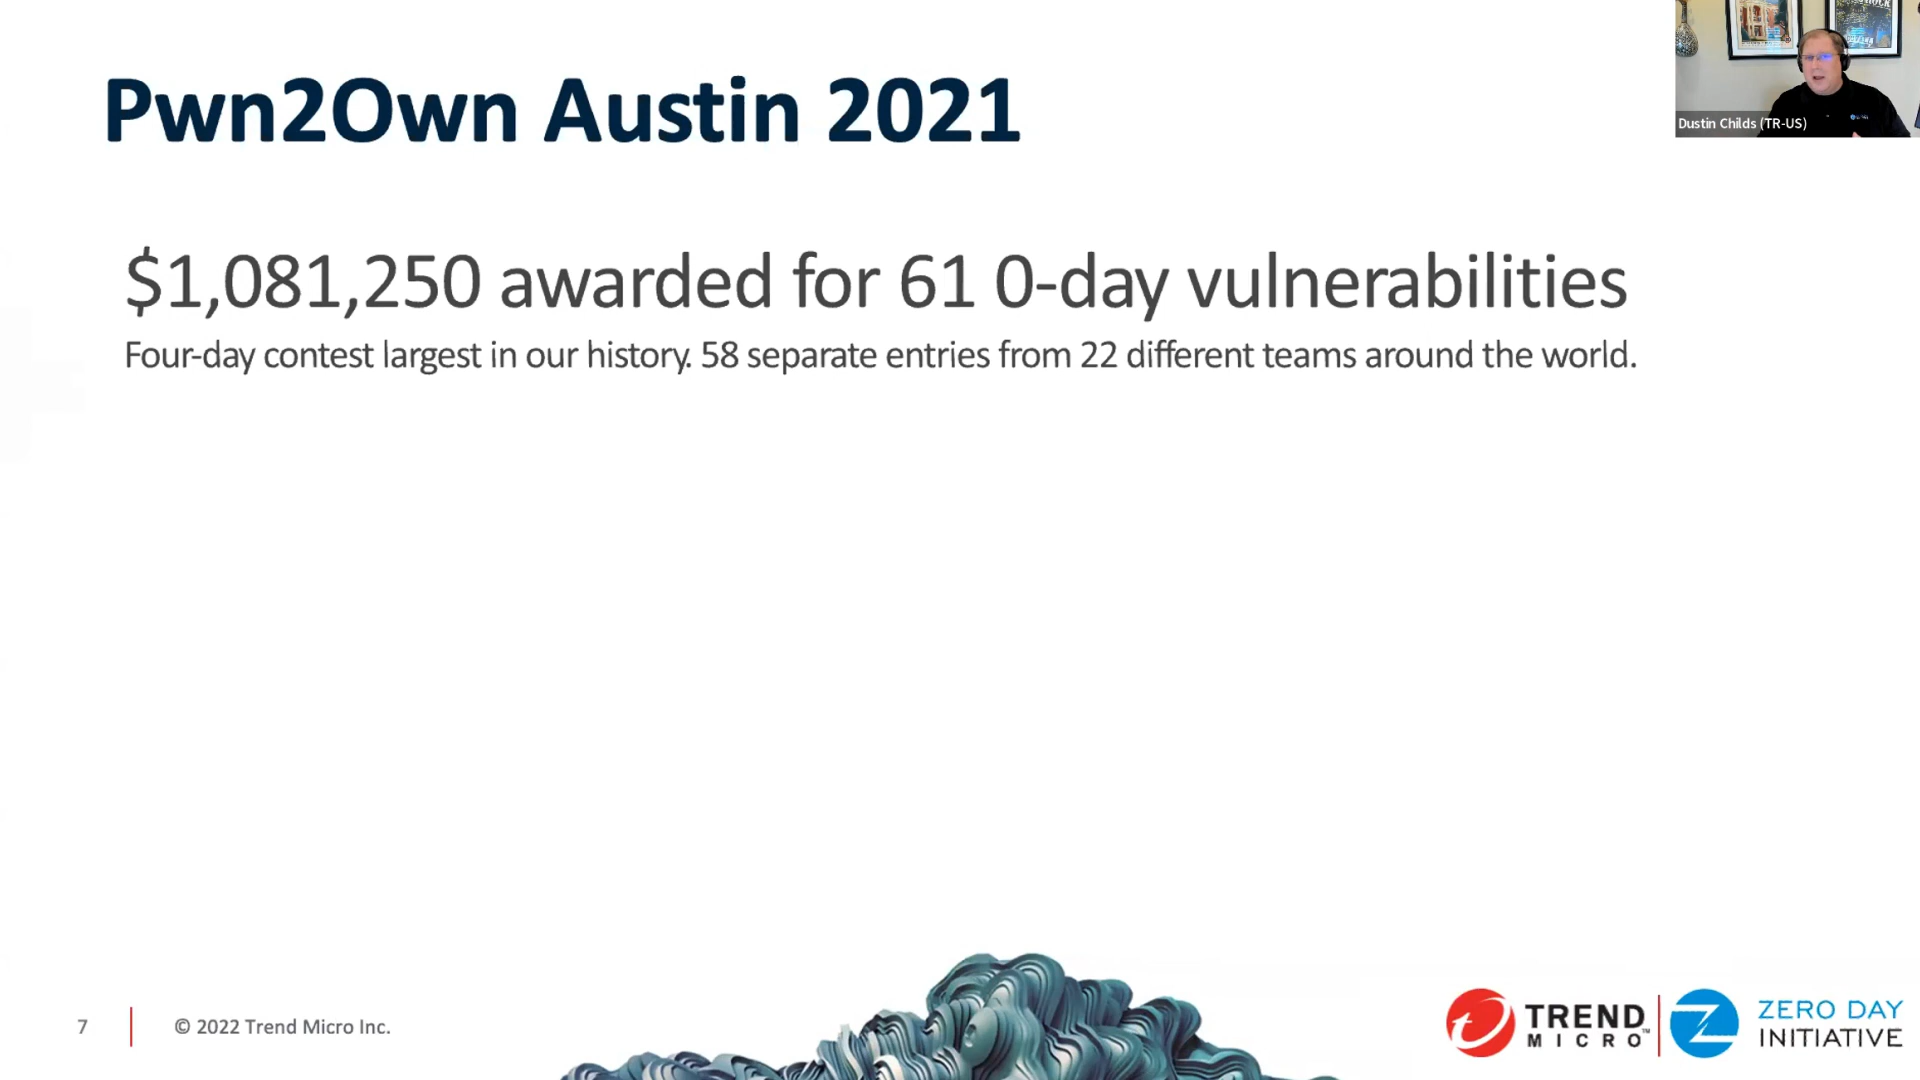 Pwn2Own Austin 2021
Dustin Childs (TR-US)
$1,081,250 awarded for 61 0-day vulnerabilities
Four-day contest largest in our history. 58 separate entries from 22 different teams around the world.
7
© 2022 Trend Micro Inc.
TREND
MICRO™
ZERO DAY
INITIATIVE